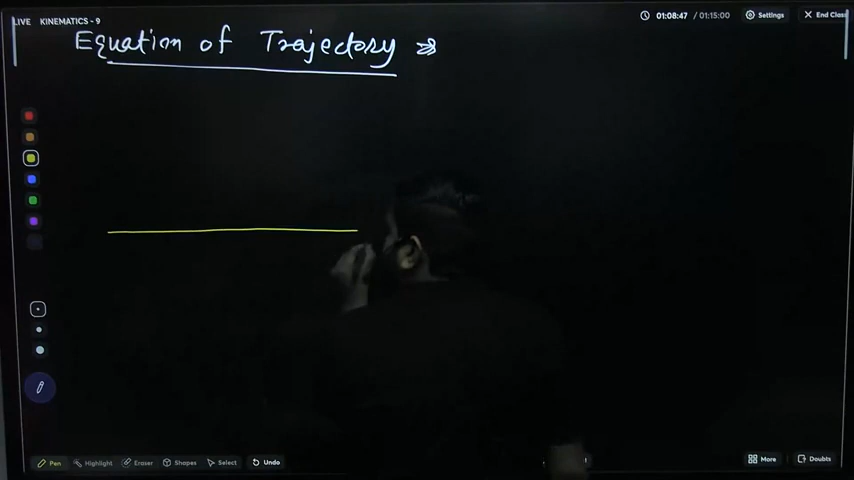 LIVE KINEMATICS - 9
01:08:47 / 01:15:00 Settings End Class
Equation of Trajectory ⇒
Pen Highlight Eraser Shapes Select Undo
More Doubts